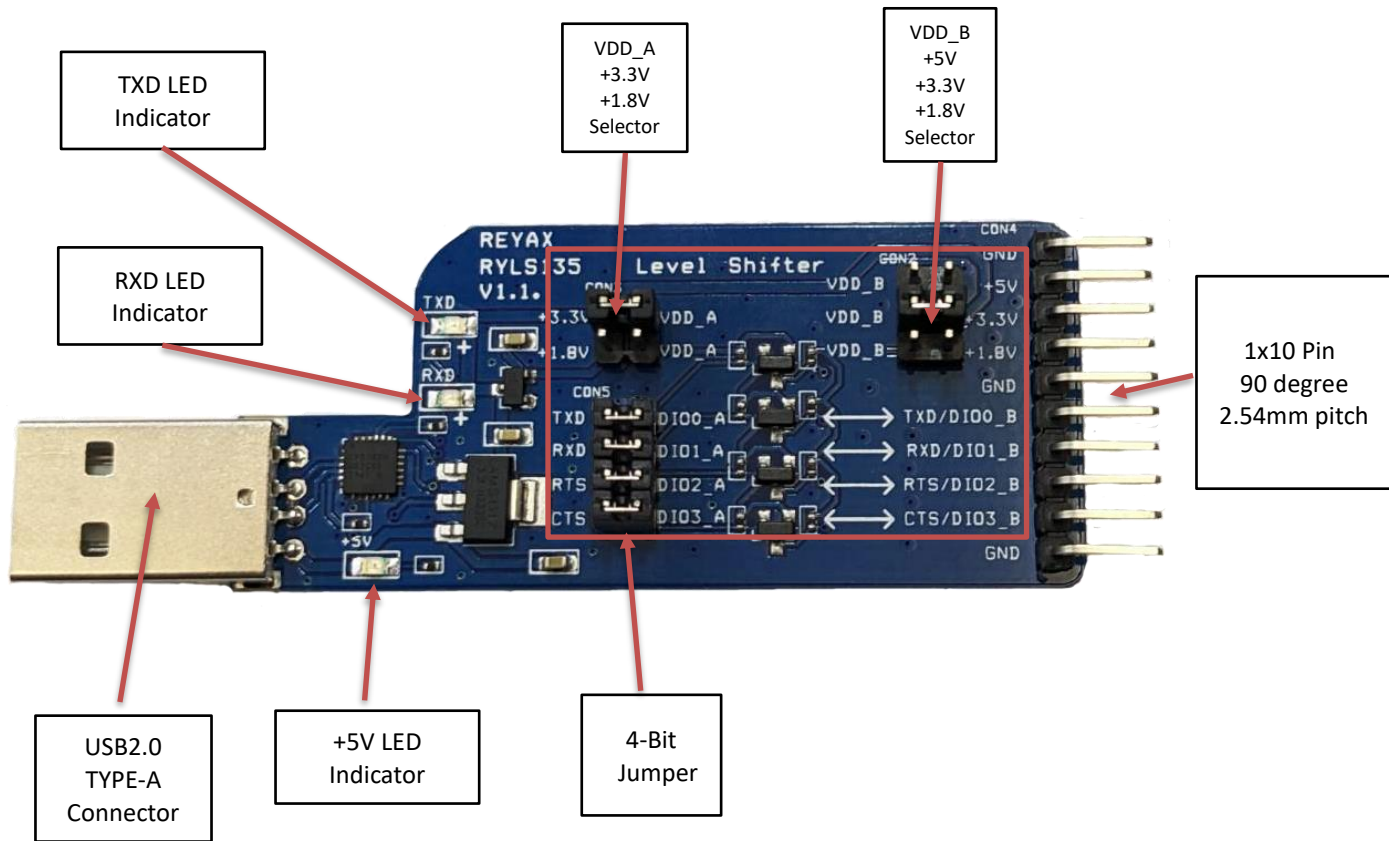 TXD LED
Indicator
VDD_A
+3.3V
+1.8V
Selector
VDD_B
+5V
+3.3V
+1.8V
Selector
RXD LED
Indicator
REYAX
RYLS135
V1.1.
Level Shifter
CON2
CON4
GND
+5V
+3.3V
+1.8V
GND
TXD/DIO0_B
RXD/DIO1_B
RTS/DIO2_B
CTS/DIO3_B
GND
VDD_B
VDD_B
VDD_B
+3.3V
VDD_A
+1.8V
VDD_A
CON5
TXD
DIO0_A
RXD
DIO1_A
RTS
DIO2_A
CTS
DIO3_A
TXD
+
RXD
+
+5V
1x10 Pin
90 degree
2.54mm pitch
USB2.0
TYPE-A
Connector
+5V LED
Indicator
4-Bit
Jumper